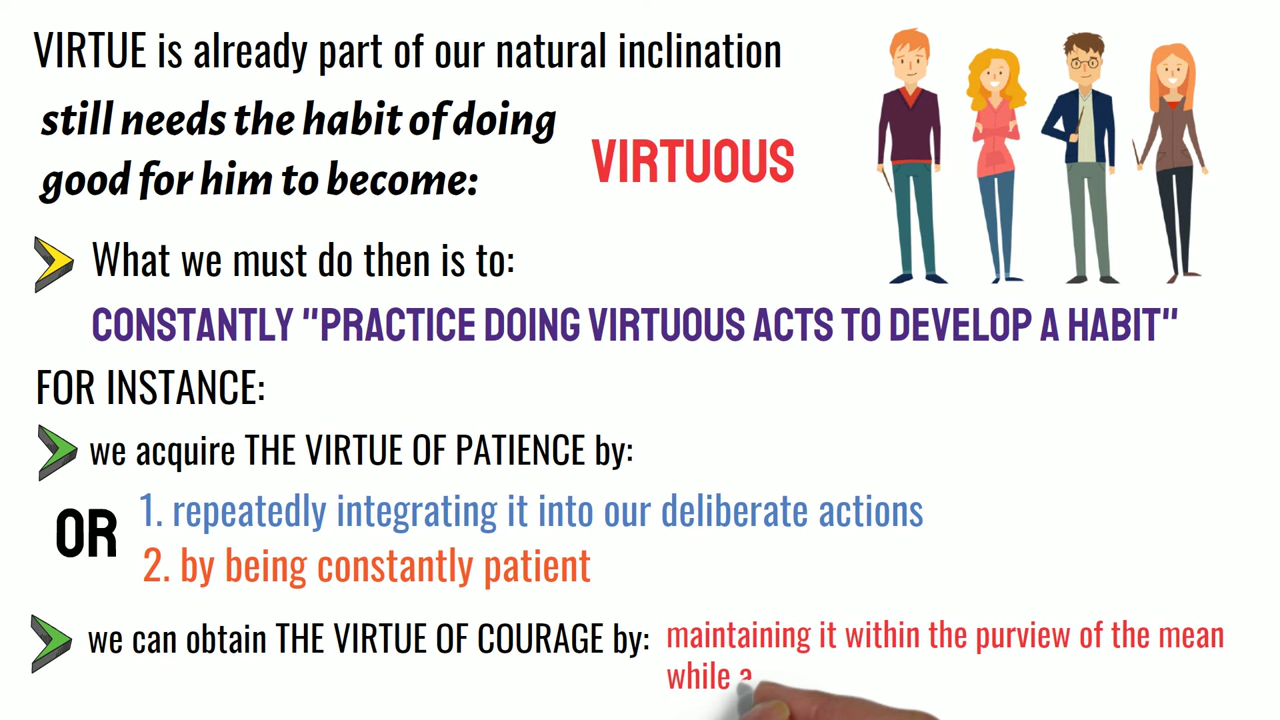 VIRTUE is already part of our natural inclination
still needs the habit of doing
good for him to become:
VIRTUOUS
What we must do then is to:
CONSTANTLY "PRACTICE DOING VIRTUOUS ACTS TO DEVELOP A HABIT"
FOR INSTANCE:
we acquire THE VIRTUE OF PATIENCE by:
1. repeatedly integrating it into our deliberate actions
OR
2. by being constantly patient
we can obtain THE VIRTUE OF COURAGE by:
maintaining it within the purview of the mean
while a